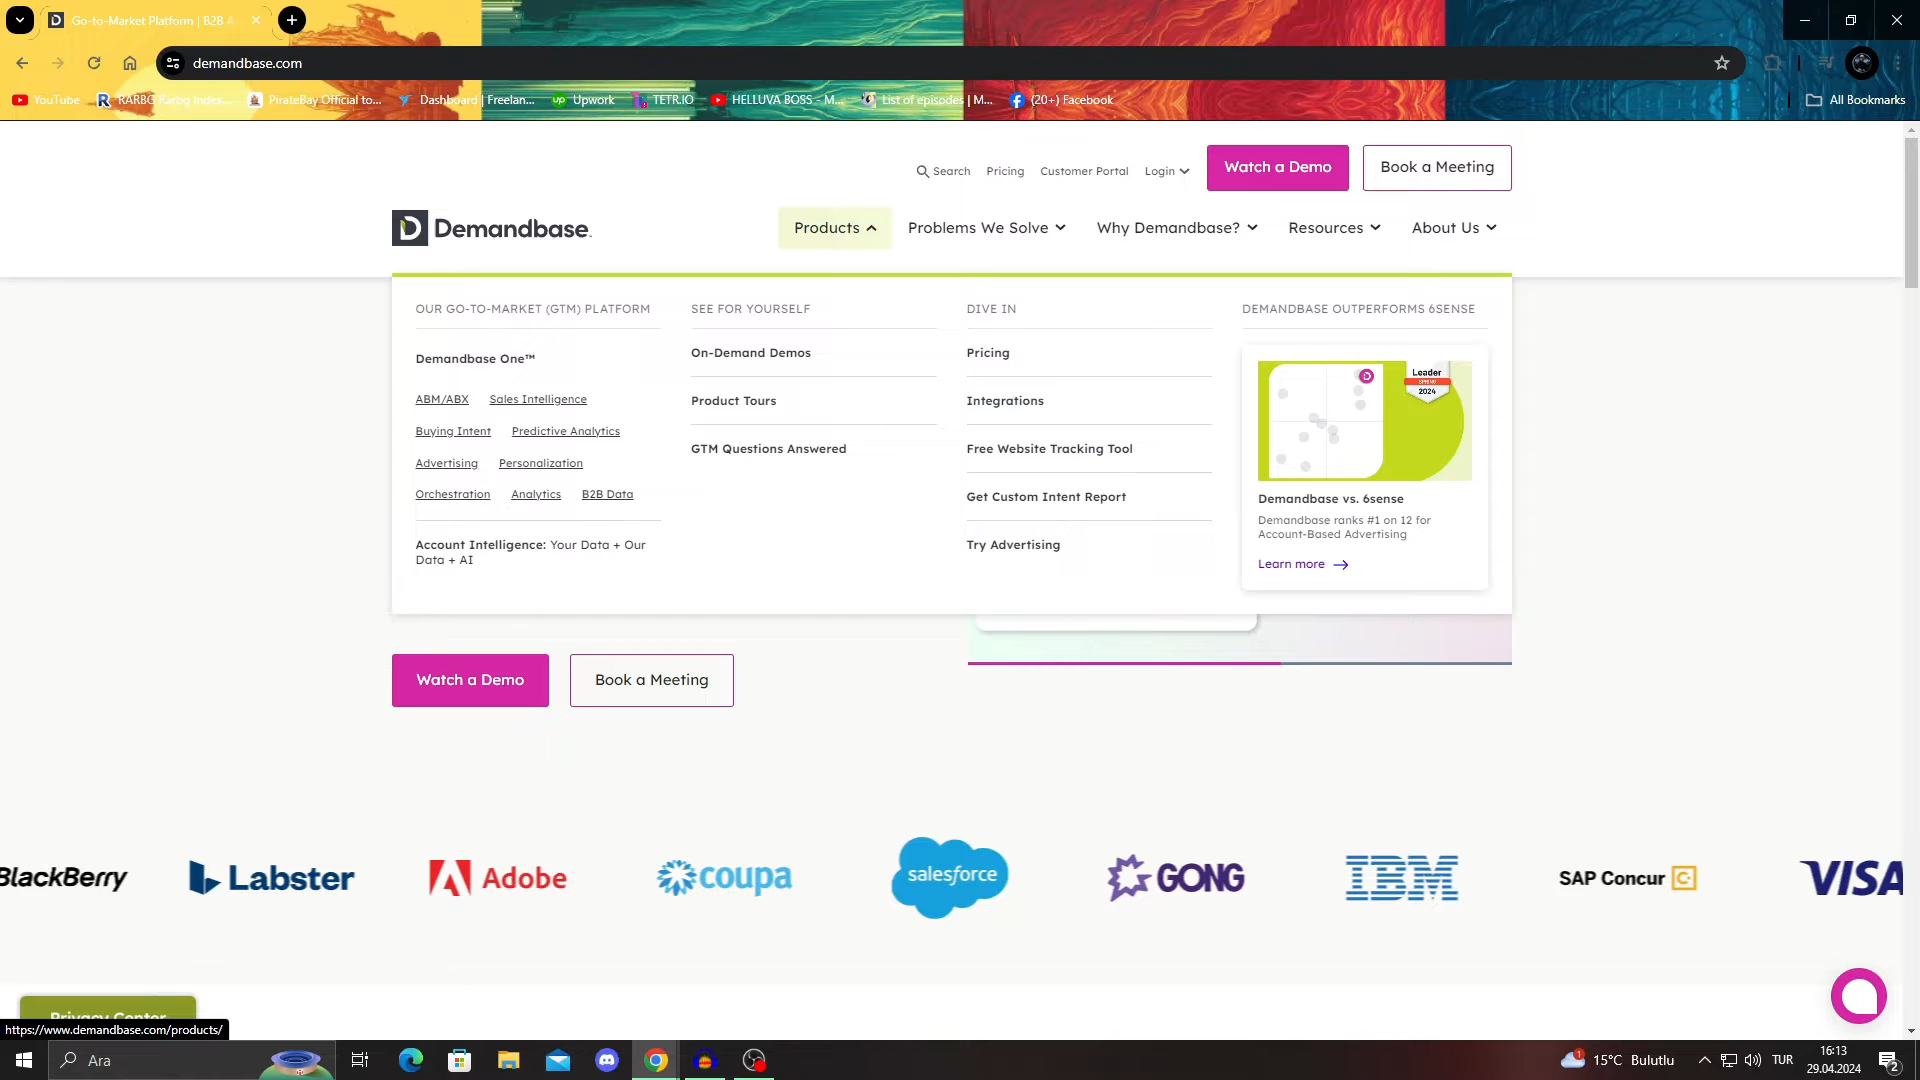 Go-to-Market Platform | B2B A
demandbase.com
YouTube
RARBG Rarbg Index...
PirateBay Official to...
Dashboard | Freelan...
Upwork
TETR.IO
HELLUVA BOSS - M...
List of episodes | M...
(20+) Facebook
All Bookmarks
Search
Pricing
Customer Portal
Login
Watch a Demo
Book a Meeting
Demandbase
Products
Problems We Solve
Why Demandbase?
Resources
About Us
OUR GO-TO-MARKET (GTM) PLATFORM
Demandbase One™
ABM/ABX Sales Intelligence
Buying Intent Predictive Analytics
Advertising Personalization
Orchestration Analytics B2B Data
Account Intelligence: Your Data + Our
Data + AI
SEE FOR YOURSELF
On-Demand Demos
Product Tours
GTM Questions Answered
DIVE IN
Pricing
Integrations
Free Website Tracking Tool
Get Custom Intent Report
Try Advertising
DEMANDBASE OUTPERFORMS 6SENSE
Leader
SPRING
2024
Demandbase vs. 6sense
Demandbase ranks #1 on 12 for
Account-Based Advertising
Learn more
Watch a Demo
Book a Meeting
BlackBerry
Labster
Adobe
coupa
salesforce
GONG
IBM
SAP Concur
VISA
Privacy Center
https://www.demandbase.com/products/
Ara
1
15°C Bulutlu
TUR
16:13
29.04.2024
2